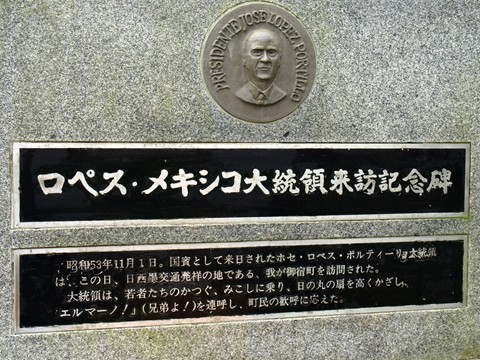 PRESIDENTE JOSE LOPEZ PORTILLO
ロペス・メキシコ大統領来訪記念碑
昭和53年11月1日。国賓として来日されたホセ・ロペス・ポルティーリョ大統領
は、この日、日西墨交通発祥の地である、我が御宿町を訪問された。
大統領は、若者たちのかつぐ、みこしに乗り、日の丸の扇を高くかざし、
エルマーノ!」(兄弟よ!)を連呼し、町民の歓呼に応えた。